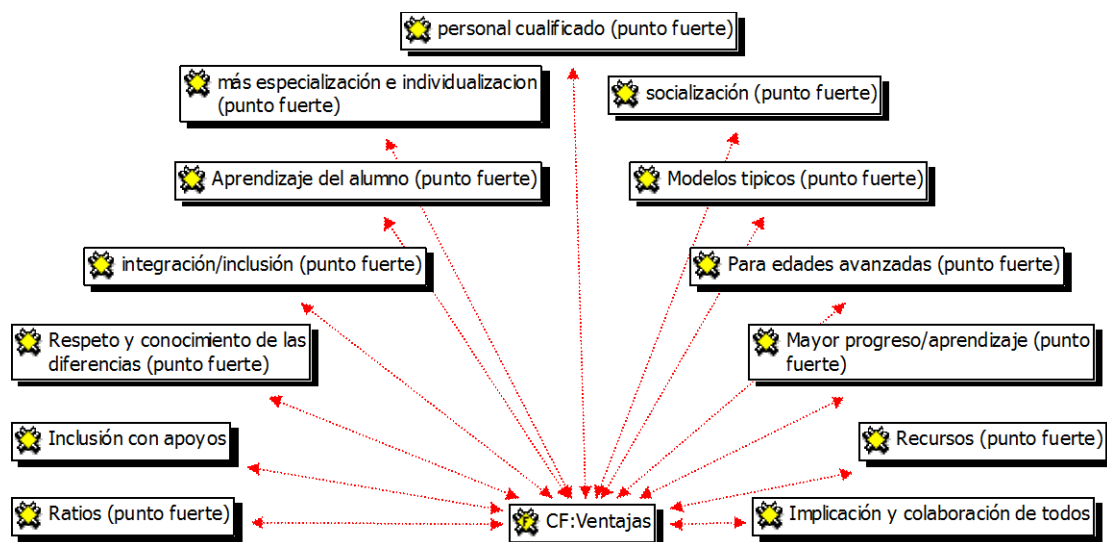 personal cualificado (punto fuerte)
más especialización e individualizacion
(punto fuerte)
socialización (punto fuerte)
Aprendizaje del alumno (punto fuerte)
Modelos tipicos (punto fuerte)
integración/inclusión (punto fuerte)
Para edades avanzadas (punto fuerte)
Respeto y conocimiento de las
diferencias (punto fuerte)
Mayor progreso/aprendizaje (punto
fuerte)
Inclusión con apoyos
Recursos (punto fuerte)
Ratios (punto fuerte)
F CF:Ventajas
Implicación y colaboración de todos